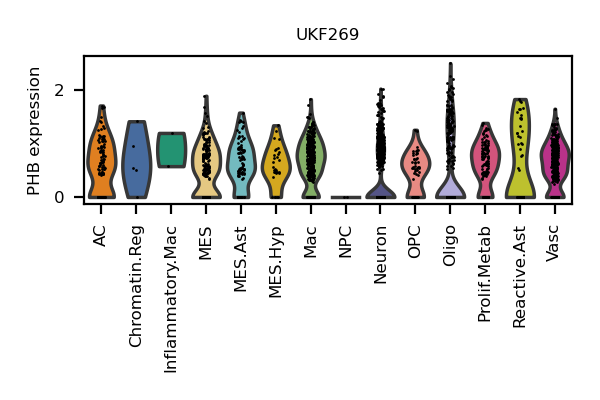 UKF269
PHB expression
2
0
AC
Chromatin.Reg
Inflammatory.Mac
MES
MES.Ast
MES.Hyp
Mac
NPC
Neuron
OPC
Oligo
Prolif.Metab
Reactive.Ast
Vasc